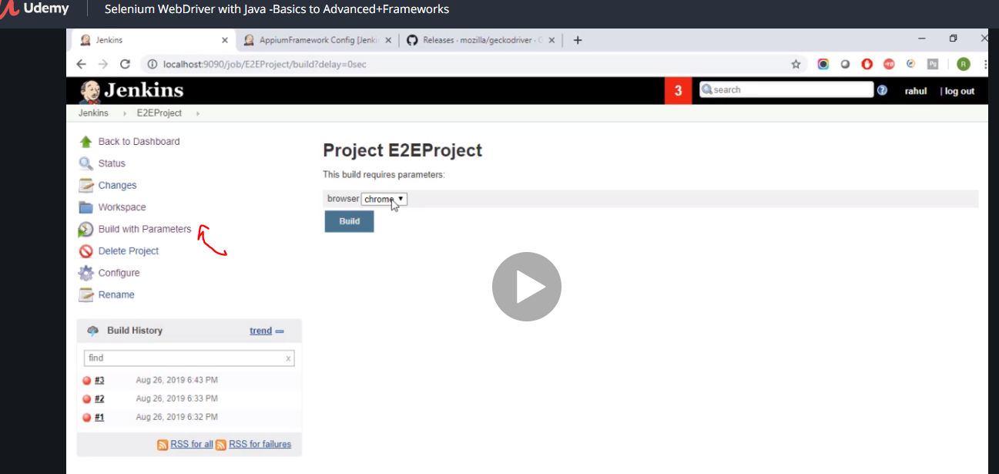 Udemy
Selenium WebDriver with Java -Basics to Advanced+Frameworks
Jenkins
AppiumFramework Config [Jenki
Releases · mozilla/geckodriver ·
localhost:9090/job/E2EProject/build?delay=0sec
R
Jenkins
3
search
rahul
| log out
Jenkins
E2EProject
Back to Dashboard
Status
Changes
Workspace
Build with Parameters
Delete Project
Configure
Rename
Project E2EProject
This build requires parameters:
browser chrome
Build
Build History
trend
find
x
#3 Aug 26, 2019 6:43 PM
#2 Aug 26, 2019 6:33 PM
#1 Aug 26, 2019 6:32 PM
RSS for all RSS for failures